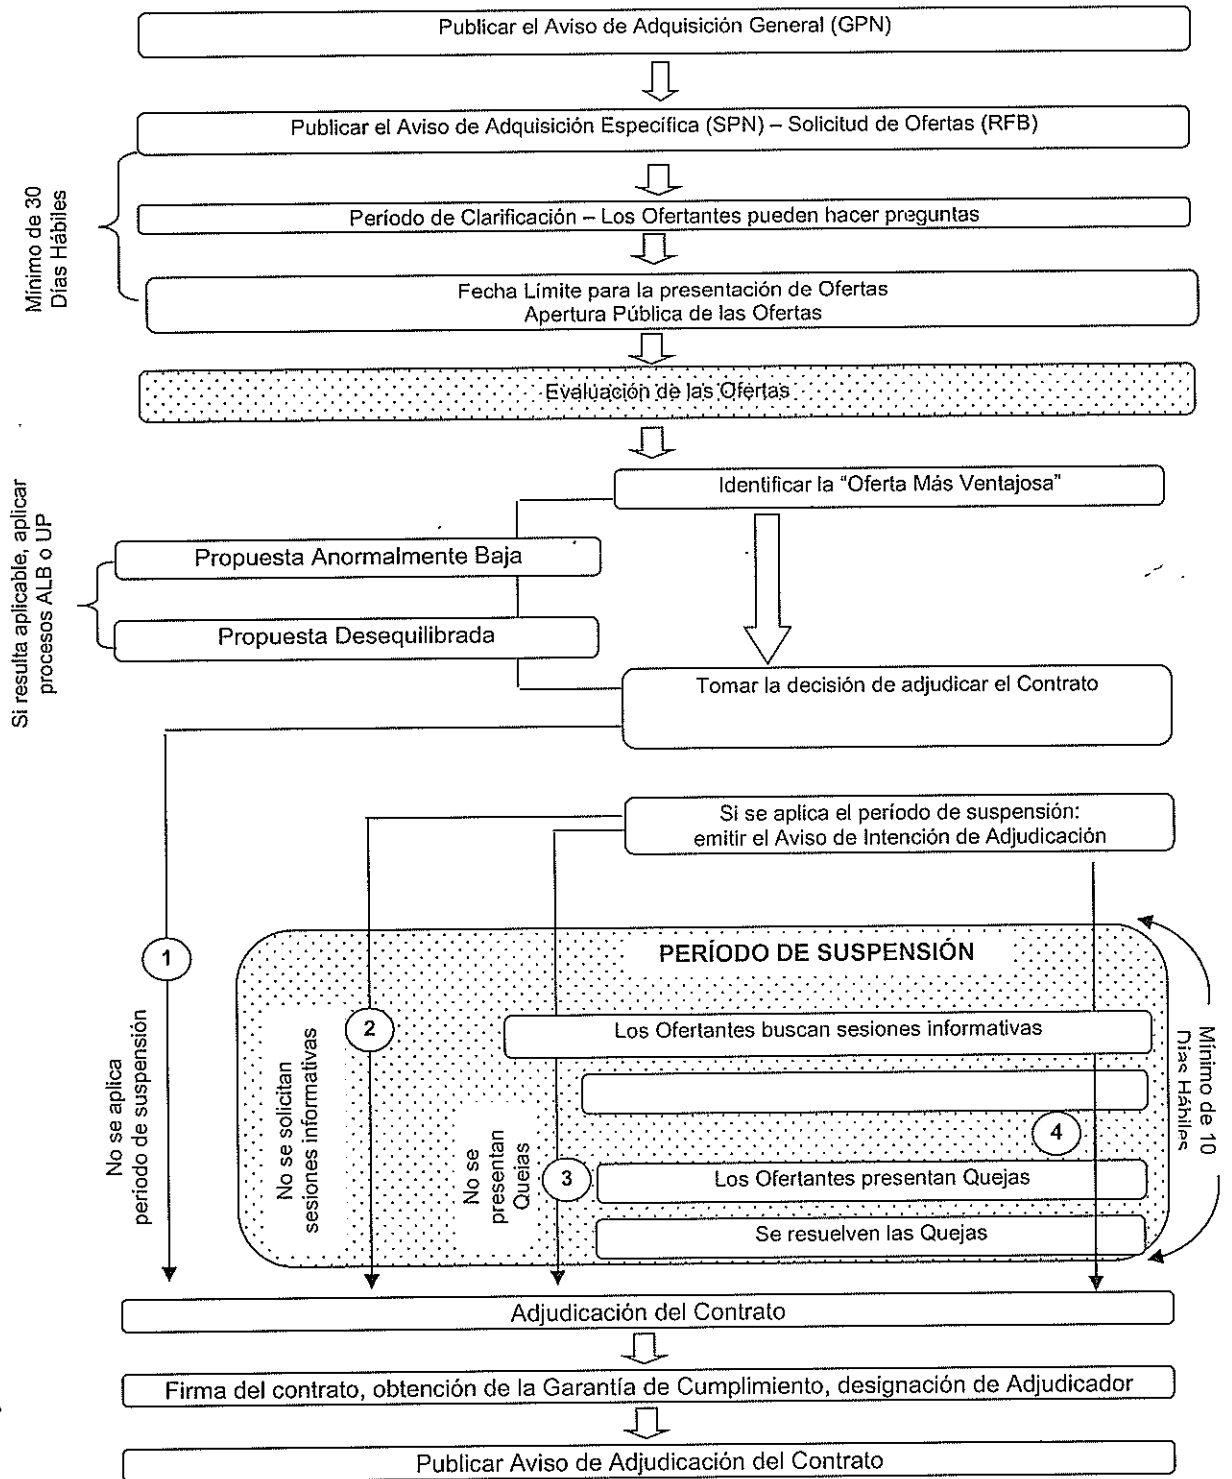 Publicar el Aviso de Adquisición General (GPN)
Publicar el Aviso de Adquisición Específica (SPN) – Solicitud de Ofertas (RFB)
Mínimo de 30
Días Hábiles
Período de Clarificación – Los Ofertantes pueden hacer preguntas
Fecha Límite para la presentación de Ofertas
Apertura Pública de las Ofertas
Evaluación de las Ofertas
Identificar la “Oferta Más Ventajosa”
Si resulta aplicable, aplicar
procesos ALB o UP
Propuesta Anormalmente Baja
Propuesta Desequilibrada
Tomar la decisión de adjudicar el Contrato
Si se aplica el período de suspensión:
emitir el Aviso de Intención de Adjudicación
1
No se aplica
período de suspensión
PERÍODO DE SUSPENSIÓN
2
No se solicitan
sesiones informativas
Los Ofertantes buscan sesiones informativas
Mínimo de 10
Días Hábiles
4
No se
presentan
Quejas
3
Los Ofertantes presentan Quejas
Se resuelven las Quejas
Adjudicación del Contrato
Firma del contrato, obtención de la Garantía de Cumplimiento, designación de Adjudicador
Publicar Aviso de Adjudicación del Contrato